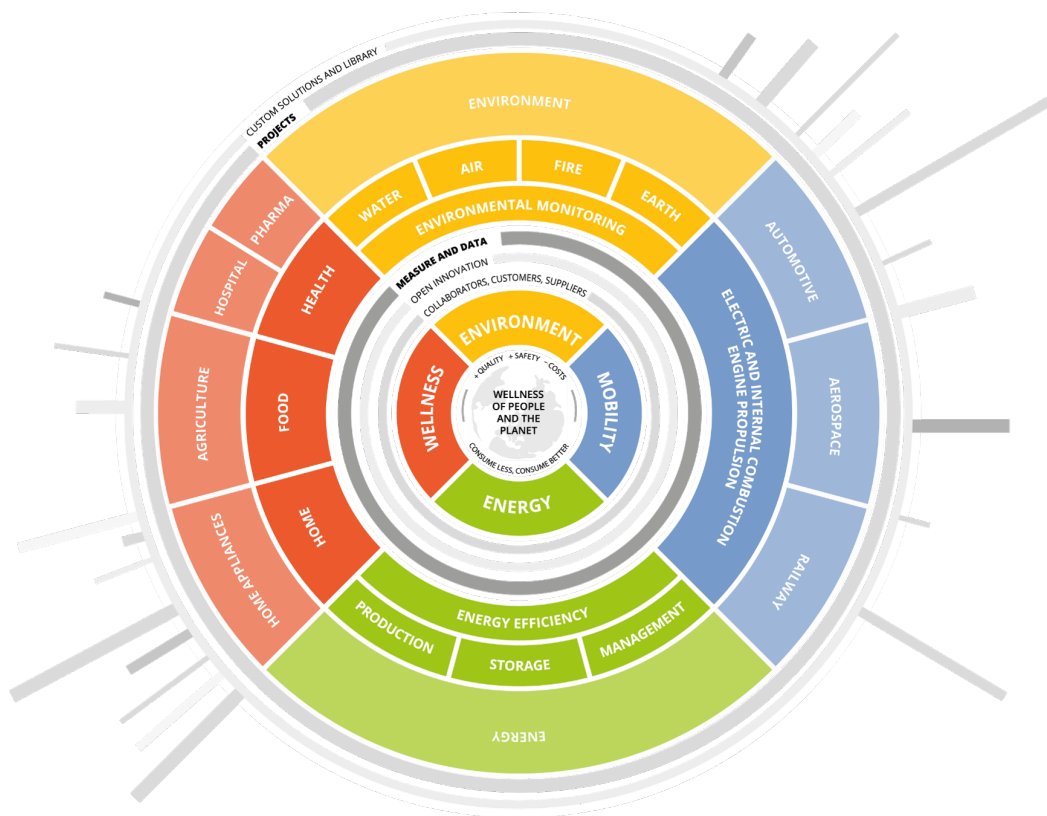 CUSTOM SOLUTIONS AND LIBRARY
PROJECTS
ENVIRONMENT
WATER
AIR
FIRE
EARTH
ENVIRONMENTAL MONITORING
PHARMA
HOSPITAL
AGRICULTURE
HOME APPLIANCES
HEALTH
FOOD
HOME
MEASURE AND DATA
OPEN INNOVATION
COLLABORATORS, CUSTOMERS, SUPPLIERS
ENVIRONMENT
WELLNESS
MOBILITY
ENERGY
+ QUALITY + SAFETY - COSTS
WELLNESS
OF PEOPLE
AND THE
PLANET
CONSUME LESS, CONSUME BETTER
ELECTRIC AND INTERNAL COMBUSTION
ENGINE PROPULSION
AUTOMOTIVE
AEROSPACE
RAILWAY
ENERGY EFFICIENCY
PRODUCTION
STORAGE
MANAGEMENT
ENERGY